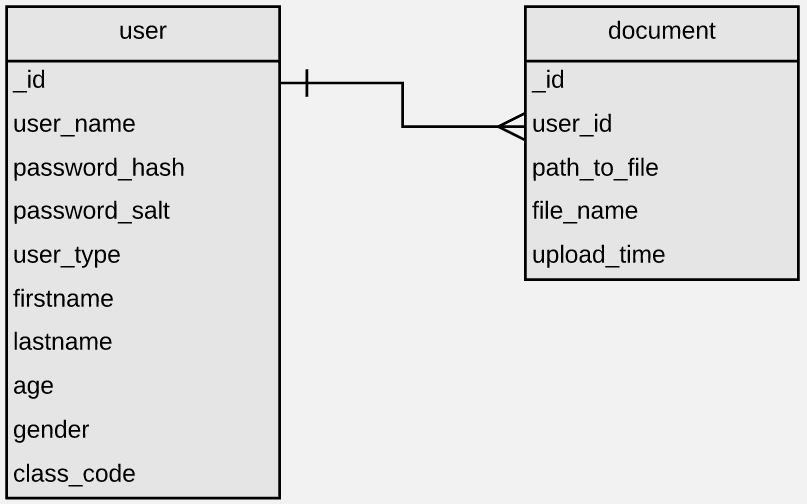 user
_id
user_name
password_hash
password_salt
user_type
firstname
lastname
age
gender
class_code
document
_id
user_id
path_to_file
file_name
upload_time